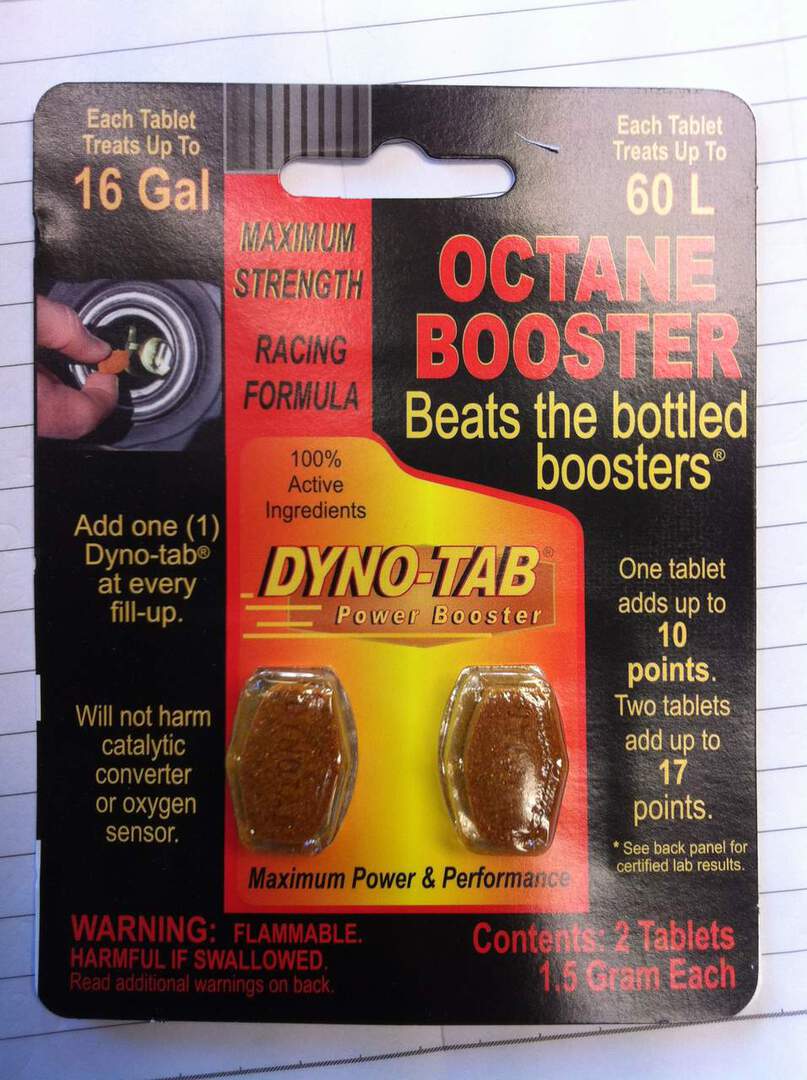 Each Tablet
Treats Up To
16 Gal
Each Tablet
Treats Up To
60 L
MAXIMUM
STRENGTH
RACING
FORMULA
OCTANE
BOOSTER
Beats the bottled
boosters®
100%
Active
Ingredients
DYNO-TAB®
Power Booster
Add one (1)
Dyno-tab®
at every
fill-up.
Will not harm
catalytic
converter
or oxygen
sensor.
One tablet
adds up to
10
points.
Two tablets
add up to
17
points.
* See back panel for
certified lab results.
Maximum Power & Performance
WARNING: FLAMMABLE.
HARMFUL IF SWALLOWED.
Read additional warnings on back.
Contents: 2 Tablets
1.5 Gram Each